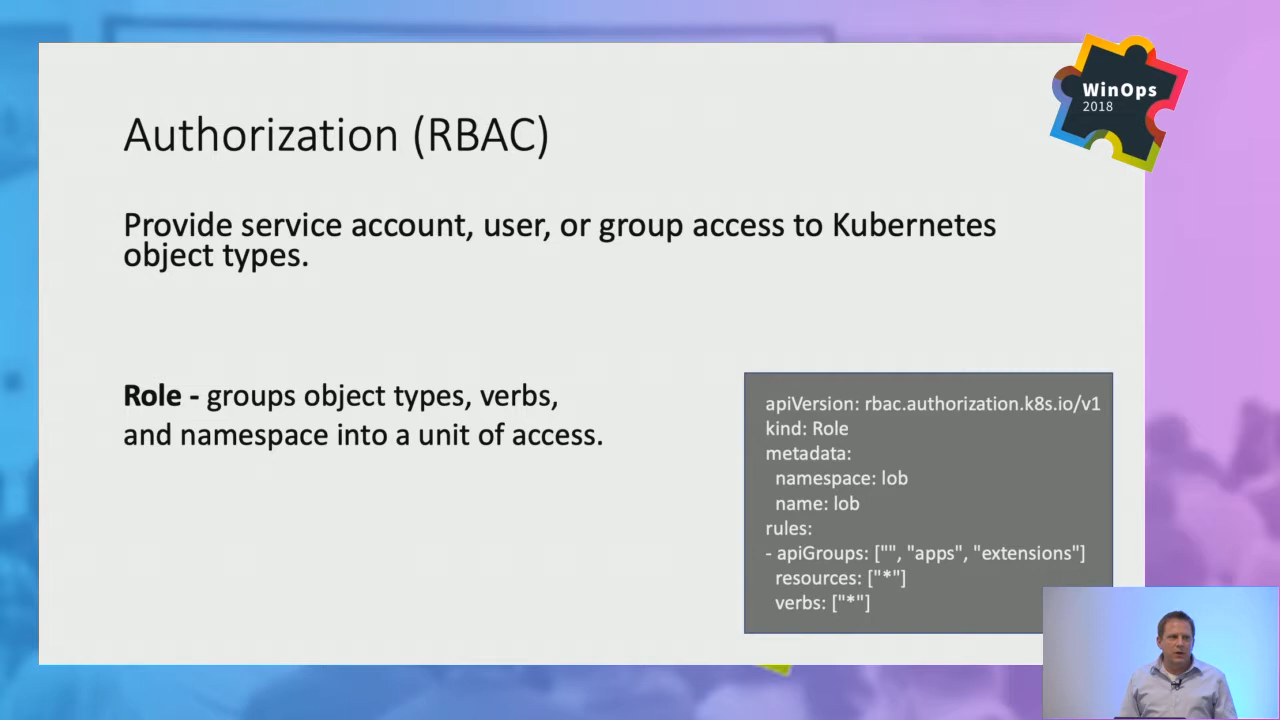 WinOps
2018
Authorization (RBAC)
Provide service account, user, or group access to Kubernetes
object types.
Role - groups object types, verbs,
and namespace into a unit of access.
apiVersion: rbac.authorization.k8s.io/v1
kind: Role
metadata:
  namespace: lob
  name: lob
rules:
- apiGroups: ["", "apps", "extensions"]
  resources: ["*"]
  verbs: ["*"]